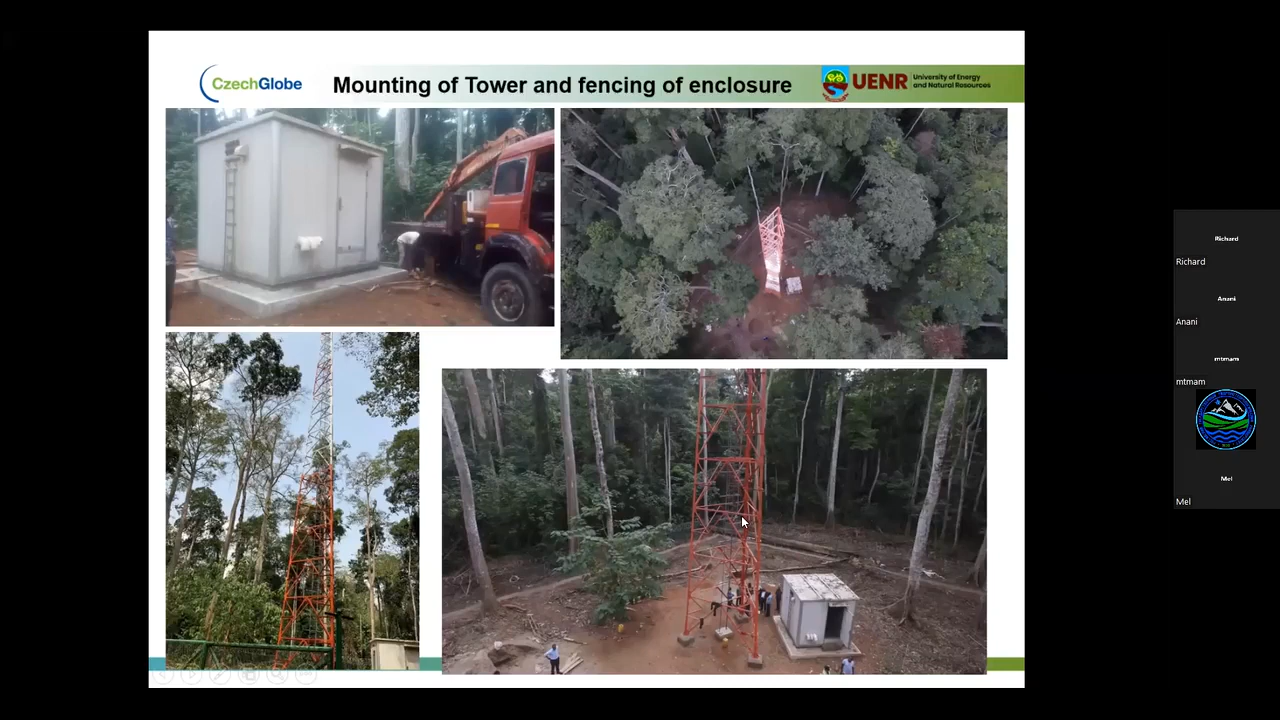 CzechGlobe
Mounting of Tower and fencing of enclosure
UENR
University of Energy
and Natural Resources
Richard
Richard
Anani
Anani
mtmam
mtmam
Mel
Mel